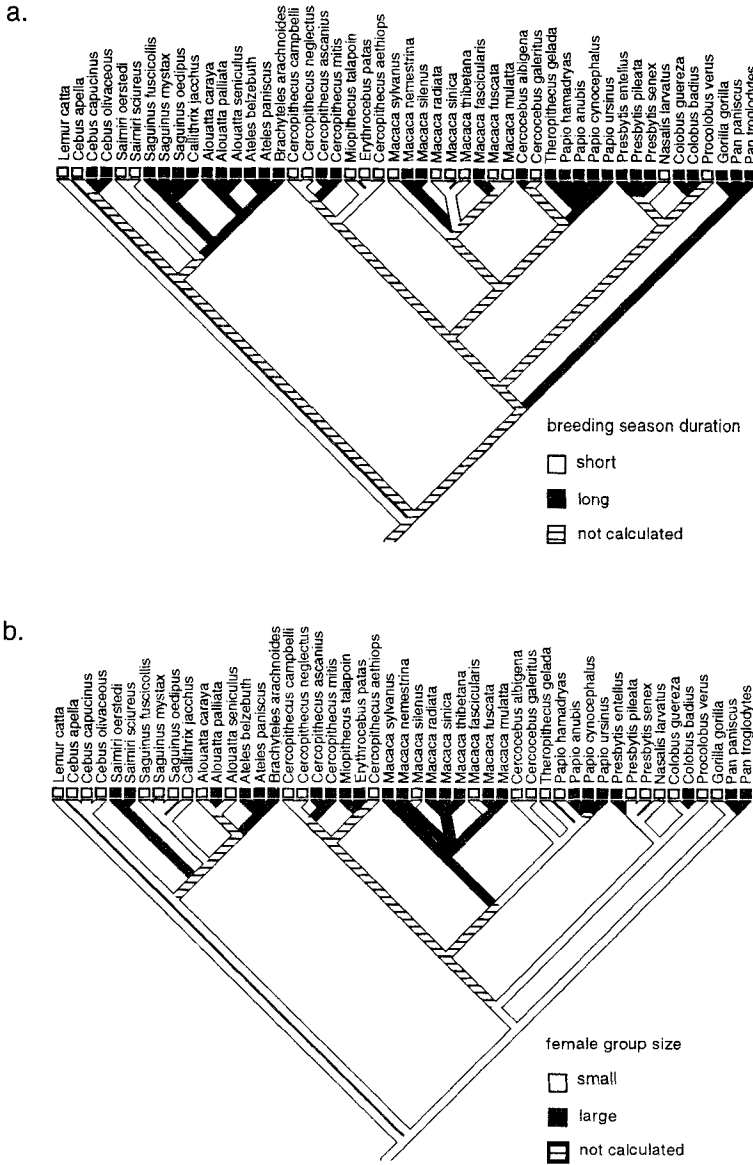 a.
Lemur catta
Cebus apella
Cebus capucinus
Cebus olivaceous
Saimiri oerstedi
Saimiri sciureus
Saguinus fuscicollis
Saguinus mystax
Saguinus oedipus
Callithrix jacchus
Alouatta caraya
Alouatta palliata
Alouatta seniculus
Ateles belzebuth
Ateles paniscus
Brachyteles arachnoides
Cercopithecus campbelli
Cercopithecus neglectus
Cercopithecus ascanius
Cercopithecus mitis
Miopithecus talapoin
Erythrocebus patas
Cercopithecus aethiops
Macaca sylvanus
Macaca nemestrina
Macaca silenus
Macaca radiata
Macaca sinica
Macaca thibetana
Macaca fascicularis
Macaca fuscata
Macaca mulatta
Cercocebus albigena
Cercocebus galeritus
Theropithecus gelada
Papio hamadryas
Papio anubis
Papio cynocephalus
Papio ursinus
Presbytis entellus
Presbytis pileata
Presbytis senex
Nasalis larvatus
Colobus guereza
Colobus badius
Procolobus verus
Gorilla gorilla
Pan paniscus
Pan troglodytes
breeding season duration
short
long
not calculated
b.
Lemur catta
Cebus apella
Cebus capucinus
Cebus olivaceous
Saimiri oerstedi
Saimiri sciureus
Saguinus fuscicollis
Saguinus mystax
Saguinus oedipus
Callithrix jacchus
Alouatta caraya
Alouatta palliata
Alouatta seniculus
Ateles belzebuth
Ateles paniscus
Brachyteles arachnoides
Cercopithecus campbelli
Cercopithecus neglectus
Cercopithecus ascanius
Cercopithecus mitis
Miopithecus talapoin
Erythrocebus patas
Cercopithecus aethiops
Macaca sylvanus
Macaca nemestrina
Macaca silenus
Macaca radiata
Macaca sinica
Macaca thibetana
Macaca fascicularis
Macaca fuscata
Macaca mulatta
Cercocebus albigena
Cercocebus galeritus
Theropithecus gelada
Papio hamadryas
Papio anubis
Papio cynocephalus
Papio ursinus
Presbytis entellus
Presbytis pileata
Presbytis senex
Nasalis larvatus
Colobus guereza
Colobus badius
Procolobus verus
Gorilla gorilla
Pan paniscus
Pan troglodytes
female group size
small
large
not calculated